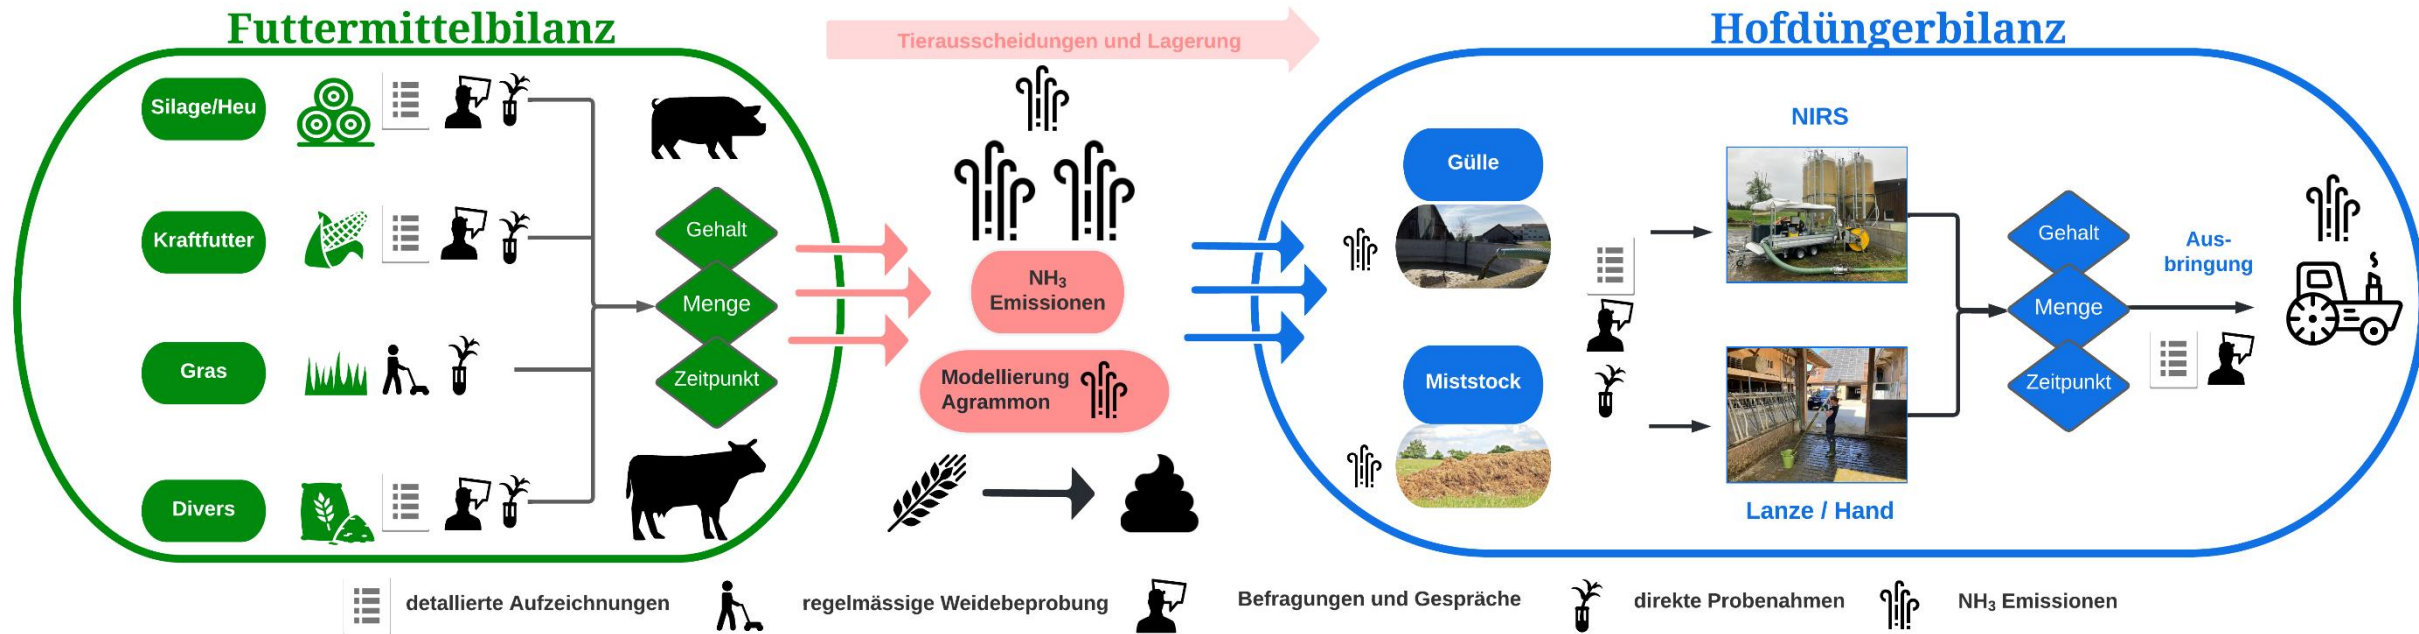 Futtermittelbilanz
Tierausscheidungen und Lagerung
Hofdüngerbilanz
Silage/Heu
Kraftfutter
Gras
Divers
Gehalt
Menge
Zeitpunkt
NH₃
Emissionen
Modellierung
Agrammon
Gülle
Miststock
NIRS
Lanze / Hand
Gehalt
Menge
Zeitpunkt
Aus-
bringung
detallierte Aufzeichnungen
regelmässige Weidebeprobung
Befragungen und Gespräche
direkte Probenahmen
NH₃ Emissionen